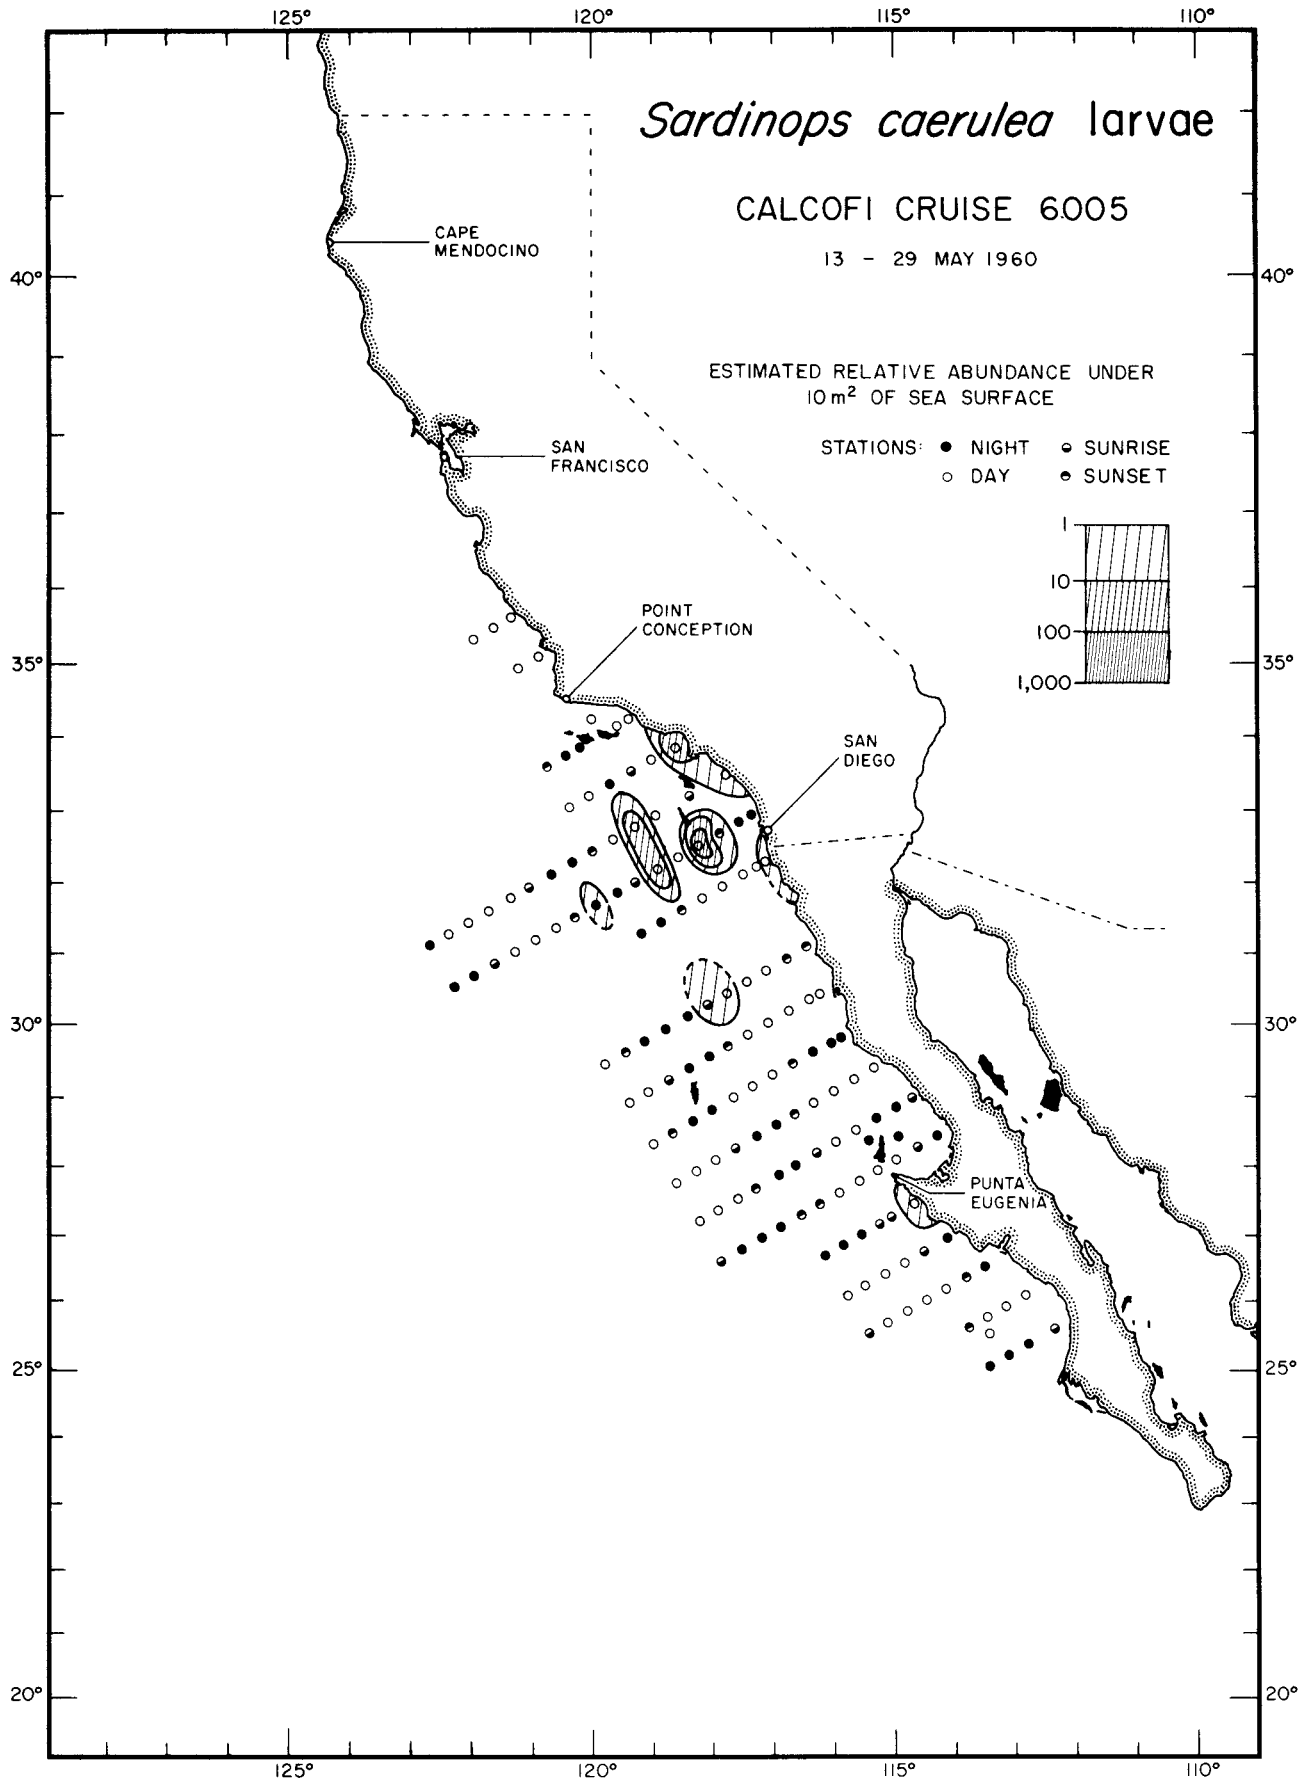 125° 120° 115° 110°
Sardinops caerulea larvae
CALCOFI CRUISE 6005
13 - 29 MAY 1960
CAPE
MENDOCINO
40° 40°
ESTIMATED RELATIVE ABUNDANCE UNDER
10 m² OF SEA SURFACE
STATIONS: ● NIGHT ◒ SUNRISE
○ DAY ◓ SUNSET
SAN
FRANCISCO
1
10
100
1,000
POINT
CONCEPTION
35° 35°
SAN
DIEGO
30° 30°
PUNTA
EUGENIA
25° 25°
20° 20°
125° 120° 115° 110°